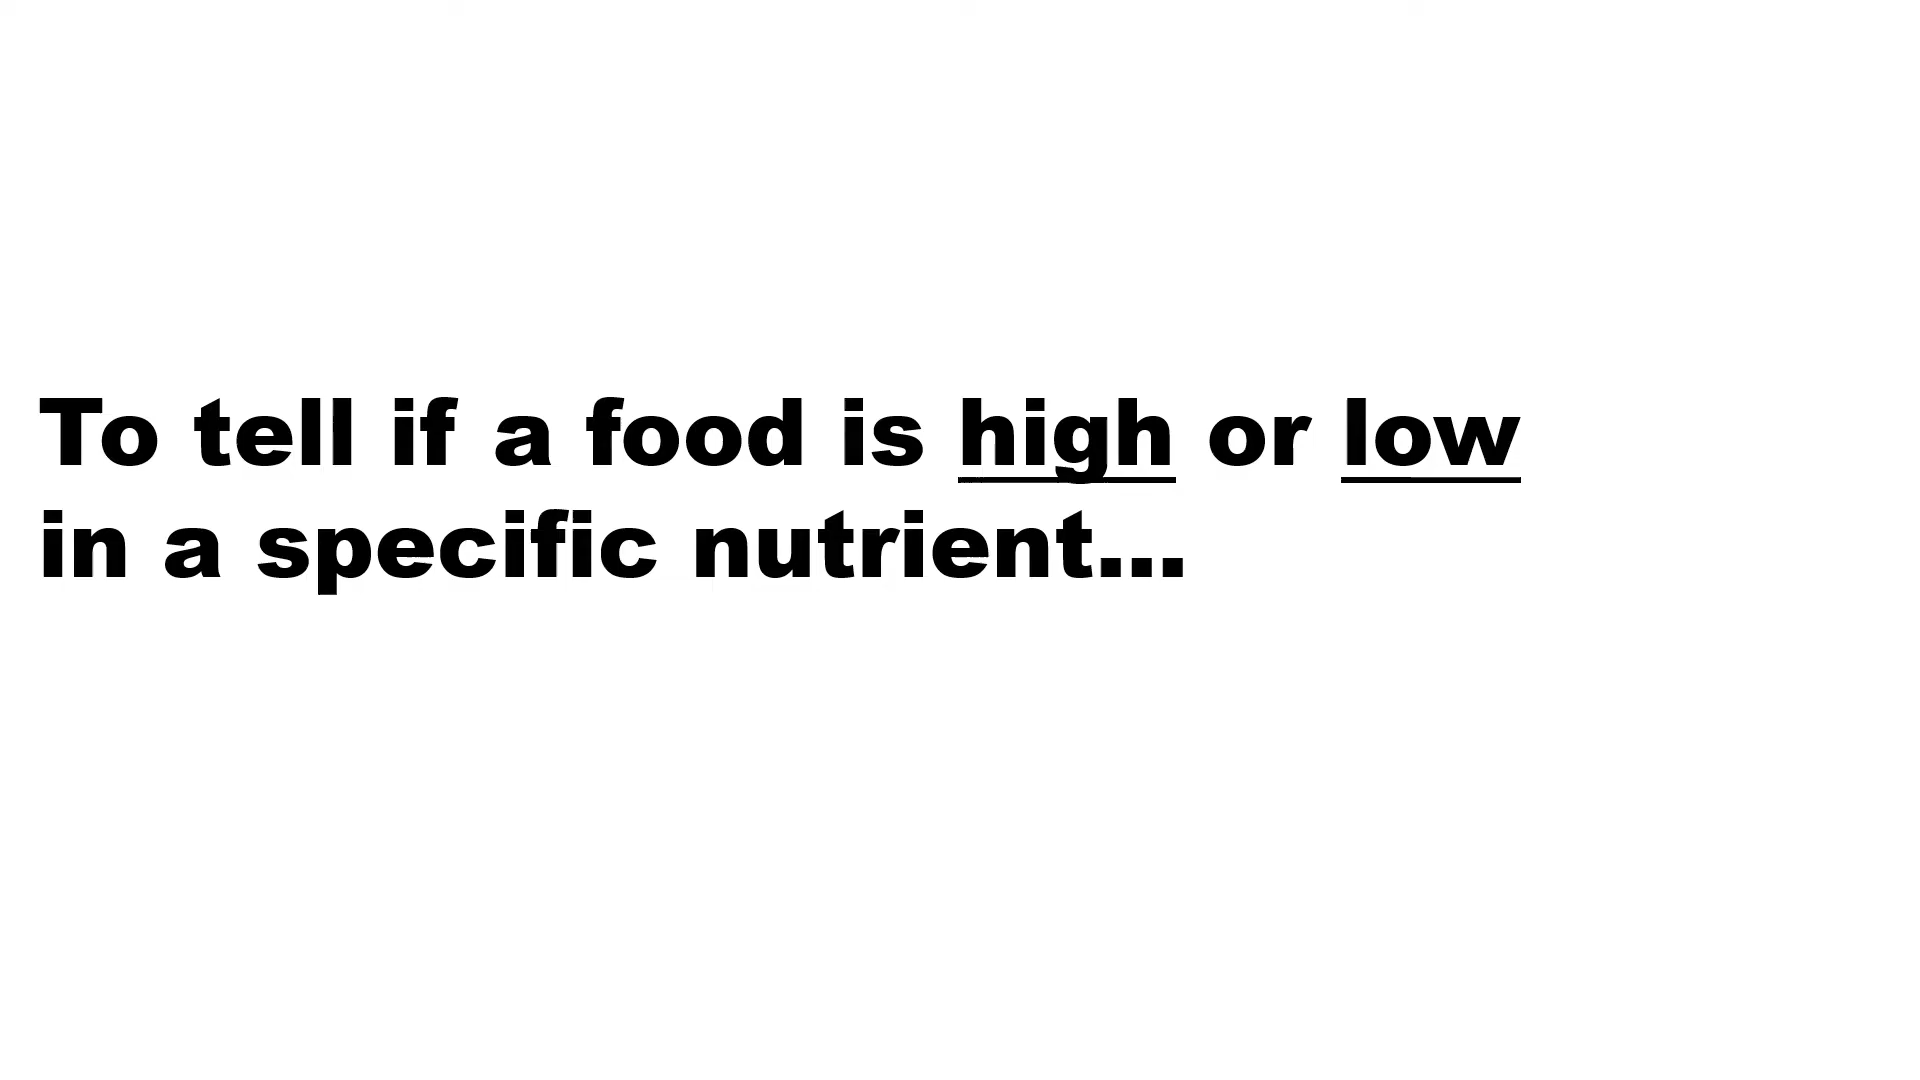 To tell if a food is high or low
in a specific nutrient...